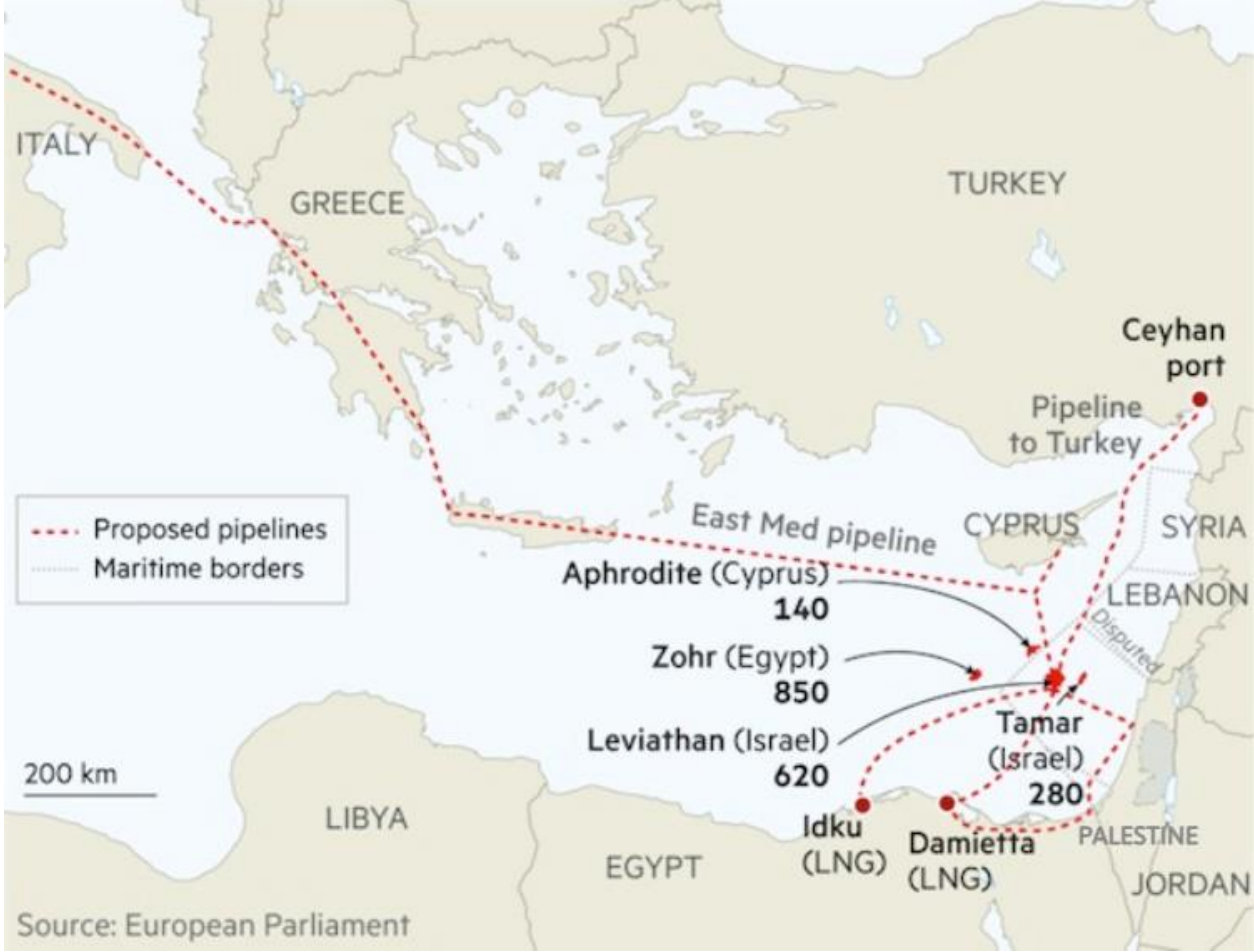 ITALY
GREECE
TURKEY
Ceyhan
port
Pipeline
to Turkey
Proposed pipelines
Maritime borders
East Med pipeline
CYPRUS
SYRIA
Aphrodite (Cyprus)
140
LEBANON
Disputed
Zohr (Egypt)
850
Leviathan (Israel)
620
Tamar
(Israel)
280
200 km
LIBYA
Idku
(LNG)
Damietta
(LNG)
PALESTINE
EGYPT
JORDAN
Source: European Parliament